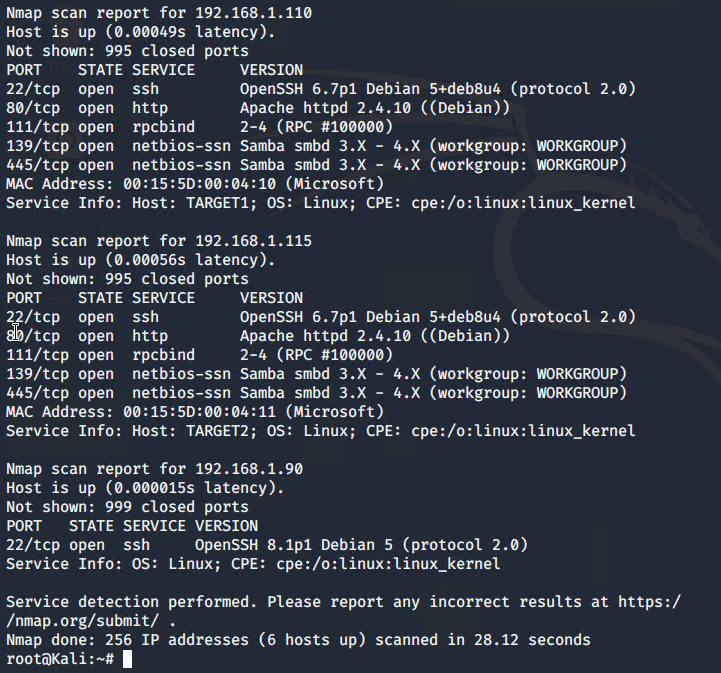 Nmap scan report for 192.168.1.110
Host is up (0.00049s latency).
Not shown: 995 closed ports
PORT    STATE SERVICE     VERSION
22/tcp  open  ssh         OpenSSH 6.7p1 Debian 5+deb8u4 (protocol 2.0)
80/tcp  open  http        Apache httpd 2.4.10 ((Debian))
111/tcp open  rpcbind     2-4 (RPC #100000)
139/tcp open  netbios-ssn Samba smbd 3.X - 4.X (workgroup: WORKGROUP)
445/tcp open  netbios-ssn Samba smbd 3.X - 4.X (workgroup: WORKGROUP)
MAC Address: 00:15:5D:00:04:10 (Microsoft)
Service Info: Host: TARGET1; OS: Linux; CPE: cpe:/o:linux:linux_kernel

Nmap scan report for 192.168.1.115
Host is up (0.00056s latency).
Not shown: 995 closed ports
PORT    STATE SERVICE     VERSION
22/tcp  open  ssh         OpenSSH 6.7p1 Debian 5+deb8u4 (protocol 2.0)
80/tcp  open  http        Apache httpd 2.4.10 ((Debian))
111/tcp open  rpcbind     2-4 (RPC #100000)
139/tcp open  netbios-ssn Samba smbd 3.X - 4.X (workgroup: WORKGROUP)
445/tcp open  netbios-ssn Samba smbd 3.X - 4.X (workgroup: WORKGROUP)
MAC Address: 00:15:5D:00:04:11 (Microsoft)
Service Info: Host: TARGET2; OS: Linux; CPE: cpe:/o:linux:linux_kernel

Nmap scan report for 192.168.1.90
Host is up (0.000015s latency).
Not shown: 999 closed ports
PORT   STATE SERVICE VERSION
22/tcp open  ssh     OpenSSH 8.1p1 Debian 5 (protocol 2.0)
Service Info: OS: Linux; CPE: cpe:/o:linux:linux_kernel

Service detection performed. Please report any incorrect results at https:/
/nmap.org/submit/ .
Nmap done: 256 IP addresses (6 hosts up) scanned in 28.12 seconds
root@Kali:~#